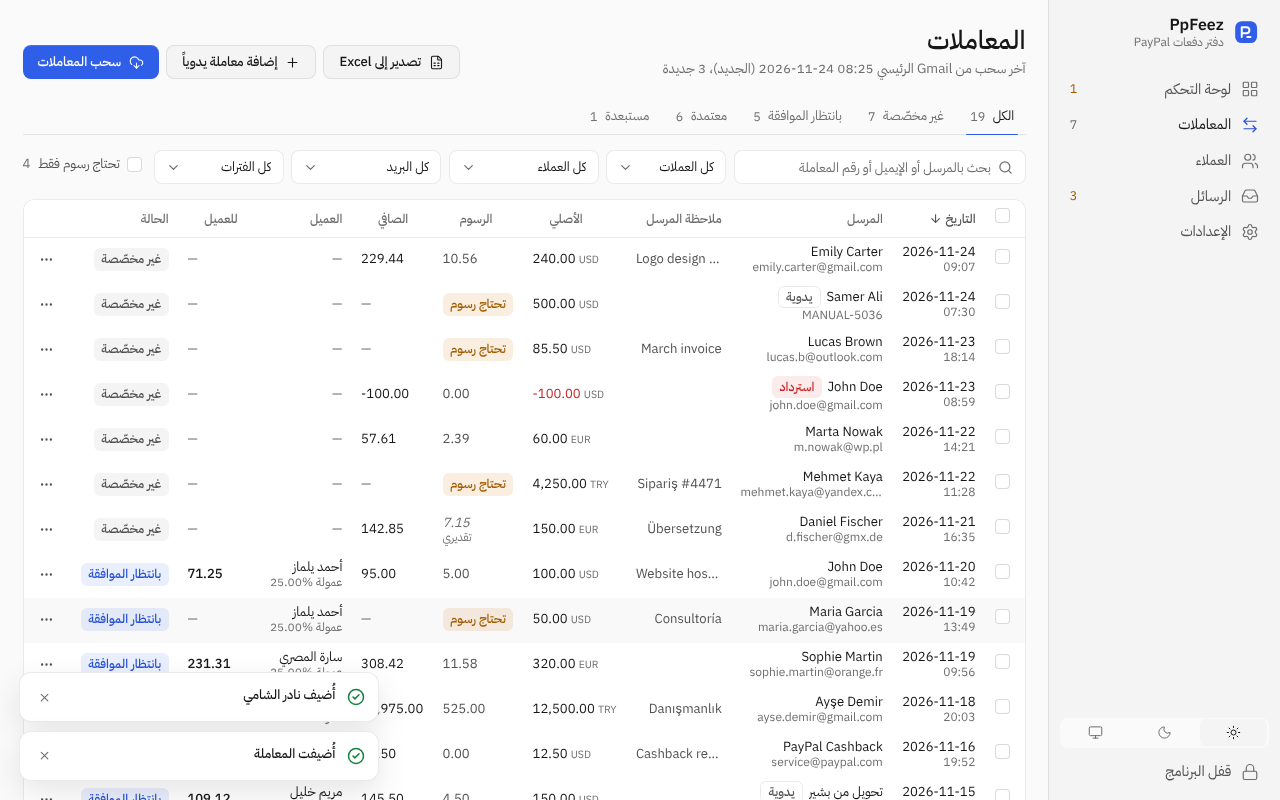 PpFeez
دفتر دفعات PayPal
لوحة التحكم 1
المعاملات 7
العملاء
الرسائل 3
الإعدادات
قفل البرنامج
المعاملات
آخر سحب من Gmail الرئيسي 08:25 24-11-2026 (الجديد)، 3 جديدة
تصدير إلى Excel
إضافة معاملة يدوياً
سحب المعاملات
الكل 19 غير مخصّصة 7 بانتظار الموافقة 5 معتمدة 6 مستبعدة 1
بحث بالمرسل أو الإيميل أو رقم المعاملة
كل العملات
كل العملاء
كل البريد
كل الفترات
تحتاج رسوم فقط 4
التاريخ المرسل ملاحظة المرسل الأصلي الرسوم الصافي العميل للعميل الحالة
2026-11-24 Emily Carter Logo design ... 240.00 USD 10.56 229.44 — — غير مخصّصة
09:07 emily.carter@gmail.com
2026-11-24 Samer Ali يدوية 500.00 USD تحتاج رسوم — — — غير مخصّصة
07:30 MANUAL-5036
2026-11-23 Lucas Brown March invoice 85.50 USD تحتاج رسوم — — — غير مخصّصة
18:14 lucas.b@outlook.com
2026-11-23 John Doe استرداد -100.00 USD 0.00 -100.00 — — غير مخصّصة
08:59 john.doe@gmail.com
2026-11-22 Marta Nowak 60.00 EUR 2.39 57.61 — — غير مخصّصة
14:21 m.nowak@wp.pl
2026-11-22 Mehmet Kaya Sipariş #4471 4,250.00 TRY تحتاج رسوم — — — غير مخصّصة
11:28 mehmet.kaya@yandex.c...
2026-11-21 Daniel Fischer Übersetzung 150.00 EUR 7.15 142.85 — — غير مخصّصة
16:35 d.fischer@gmx.de تقديري
2026-11-20 John Doe Website hos... 100.00 USD 5.00 95.00 أحمد يلماز 71.25 بانتظار الموافقة
10:42 john.doe@gmail.com عمولة 25.00%
2026-11-19 Maria Garcia Consultoría 50.00 USD تحتاج رسوم — أحمد يلماز — بانتظار الموافقة
13:49 maria.garcia@yahoo.es عمولة 25.00%
2026-11-19 Sophie Martin 320.00 EUR 11.58 308.42 سارة المصري 231.31 بانتظار الموافقة
09:56 sophie.martin@orange.fr عمولة 25.00%
2026-11-18 Ayşe Demir Danışmanlık 12,500.00 TRY 525.00 975.00
20:03 ayse.demir@gmail.com
2026-11-16 PayPal Cashback Cashback re... 12.50 USD 0.00 .50
19:52 service@paypal.com
2026-11-15 تحويل من بشير يدوية 150.00 USD 4.50 145.50 مريم خليل 109.12 بانتظار الموافقة
أُضيف نادر الشامي
أُضيفت المعاملة